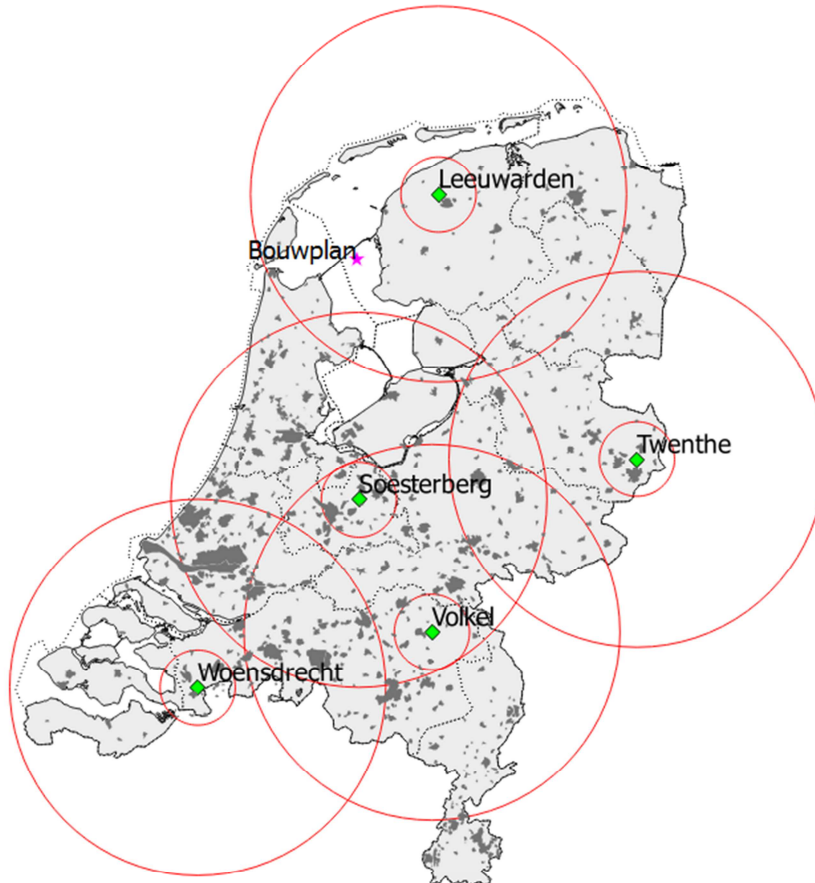 Leeuwarden
Bouwplan
Twenthe
Soesterberg
Volkel
Woensdrecht